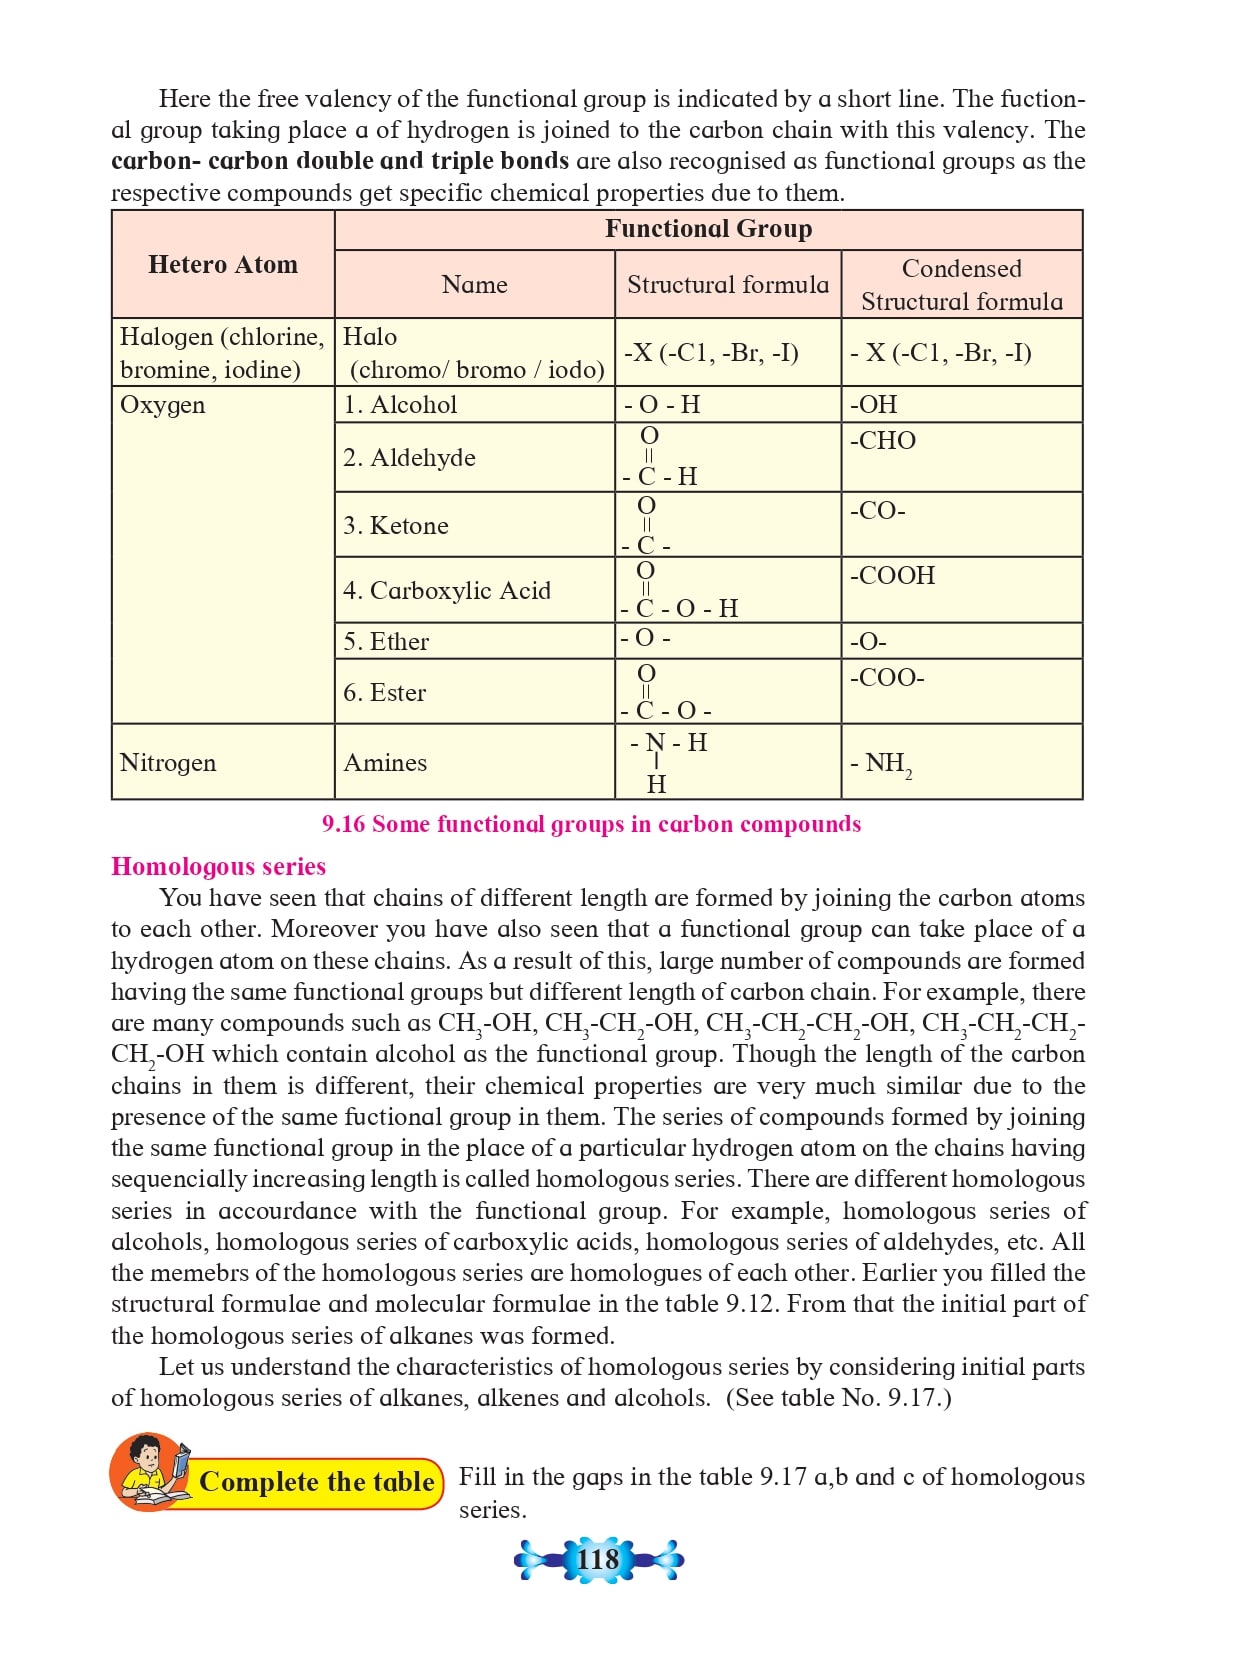 Here the free valency of the functional group is indicated by a short line. The fuction-
al group taking place a of hydrogen is joined to the carbon chain with this valency. The
carbon- carbon double and triple bonds are also recognised as functional groups as the
respective compounds get specific chemical properties due to them.
Hetero Atom
Functional Group
Name
Structural formula
Condensed
Structural formula
Halogen (chlorine,
bromine, iodine)
Halo
(chromo/ bromo / iodo)
-X (-C1, -Br, -I)
- X (-C1, -Br, -I)
Oxygen
1. Alcohol
- O - H
-OH
2. Aldehyde
O
||
- C - H
-CHO
3. Ketone
O
||
- C -
-CO-
4. Carboxylic Acid
O
||
- C - O - H
-COOH
5. Ether
- O -
-O-
6. Ester
O
||
- C - O -
-COO-
Nitrogen
Amines
- N - H
|
H
- NH₂
9.16 Some functional groups in carbon compounds
Homologous series
You have seen that chains of different length are formed by joining the carbon atoms
to each other. Moreover you have also seen that a functional group can take place of a
hydrogen atom on these chains. As a result of this, large number of compounds are formed
having the same functional groups but different length of carbon chain. For example, there
are many compounds such as CH₃-OH, CH₃-CH₂-OH, CH₃-CH₂-CH₂-OH, CH₃-CH₂-CH₂-
CH₂-OH which contain alcohol as the functional group. Though the length of the carbon
chains in them is different, their chemical properties are very much similar due to the
presence of the same fuctional group in them. The series of compounds formed by joining
the same functional group in the place of a particular hydrogen atom on the chains having
sequencially increasing length is called homologous series. There are different homologous
series in accourdance with the functional group. For example, homologous series of
alcohols, homologous series of carboxylic acids, homologous series of aldehydes, etc. All
the memebrs of the homologous series are homologues of each other. Earlier you filled the
structural formulae and molecular formulae in the table 9.12. From that the initial part of
the homologous series of alkanes was formed.
Let us understand the characteristics of homologous series by considering initial parts
of homologous series of alkanes, alkenes and alcohols. (See table No. 9.17.)
Complete the table
Fill in the gaps in the table 9.17 a,b and c of homologous
series.
118